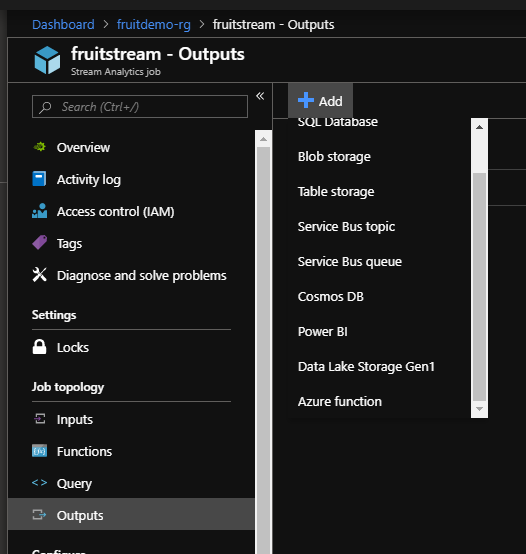 Dashboard > fruitdemo-rg > fruitstream - Outputs
fruitstream - Outputs
Stream Analytics job
Search (Ctrl+/)
«
Overview
Activity log
Access control (IAM)
Tags
Diagnose and solve problems
Settings
Locks
Job topology
Inputs
Functions
Query
Outputs
Configure
+ Add
SQL Database
Blob storage
Table storage
Service Bus topic
Service Bus queue
Cosmos DB
Power BI
Data Lake Storage Gen1
Azure function